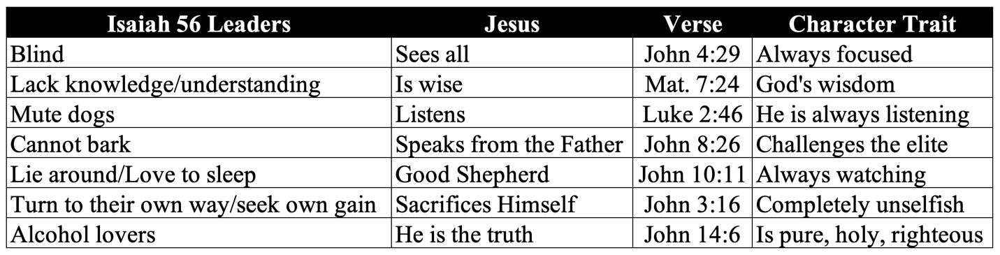 Isaiah 56 Leaders Jesus Verse Character Trait
Blind Sees all John 4:29 Always focused
Lack knowledge/understanding Is wise Mat. 7:24 God's wisdom
Mute dogs Listens Luke 2:46 He is always listening
Cannot bark Speaks from the Father John 8:26 Challenges the elite
Lie around/Love to sleep Good Shepherd John 10:11 Always watching
Turn to their own way/seek own gain Sacrifices Himself John 3:16 Completely unselfish
Alcohol lovers He is the truth John 14:6 Is pure, holy, righteous